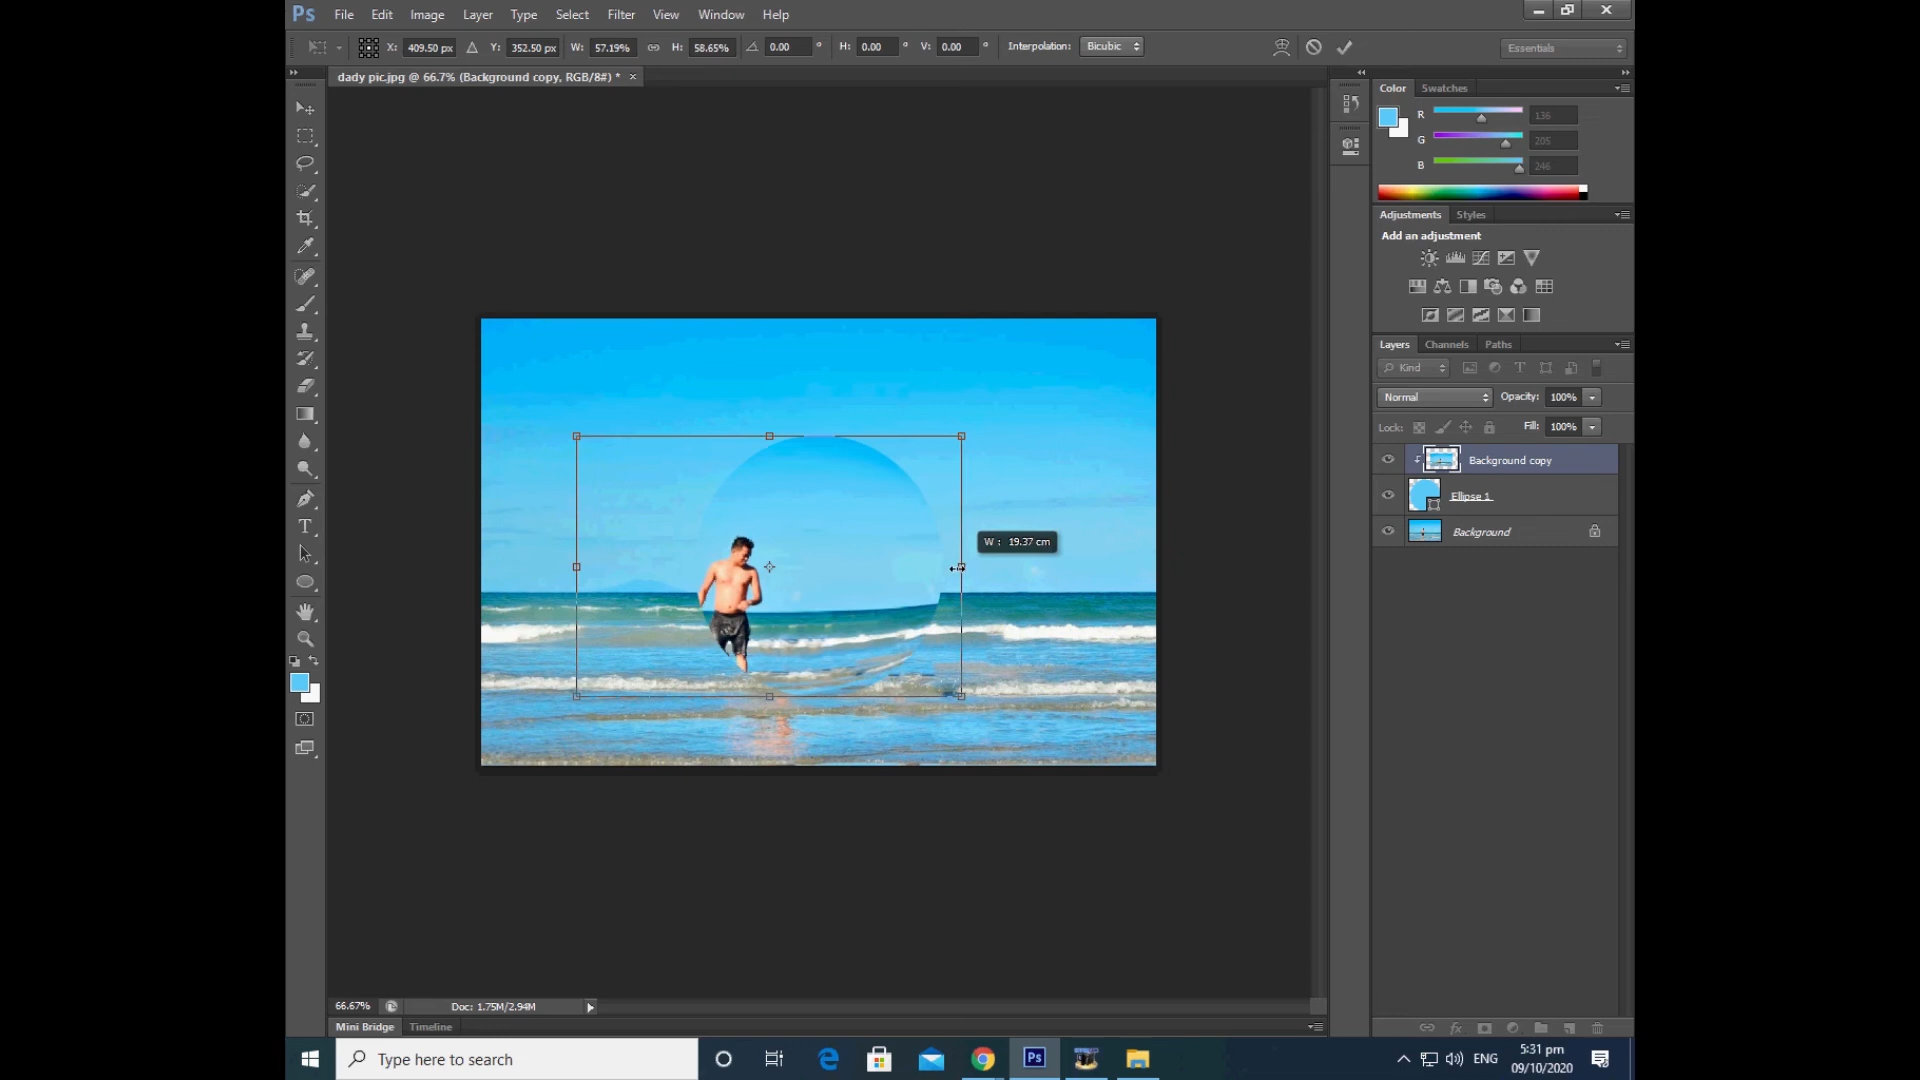 Ps File Edit Image Layer Type Select Filter View Window Help
X: 409.50 px Y: 352.50 px W: 57.19% H: 58.65% 0.00 ° H: 0.00 ° V: 0.00 ° Interpolation: Bicubic Essentials
dady pic.jpg @ 66.7% (Background copy, RGB/8#) * ×
Color Swatches
R 136
G 205
B 246
Adjustments Styles
Add an adjustment
Layers Channels Paths
Kind
Normal Opacity: 100%
Lock: Fill: 100%
Background copy
Ellipse 1
Background
W : 19.37 cm
66.67% Doc: 1.75M/2.94M
Mini Bridge Timeline
Type here to search
Ps
ENG
5:31 pm
09/10/2020